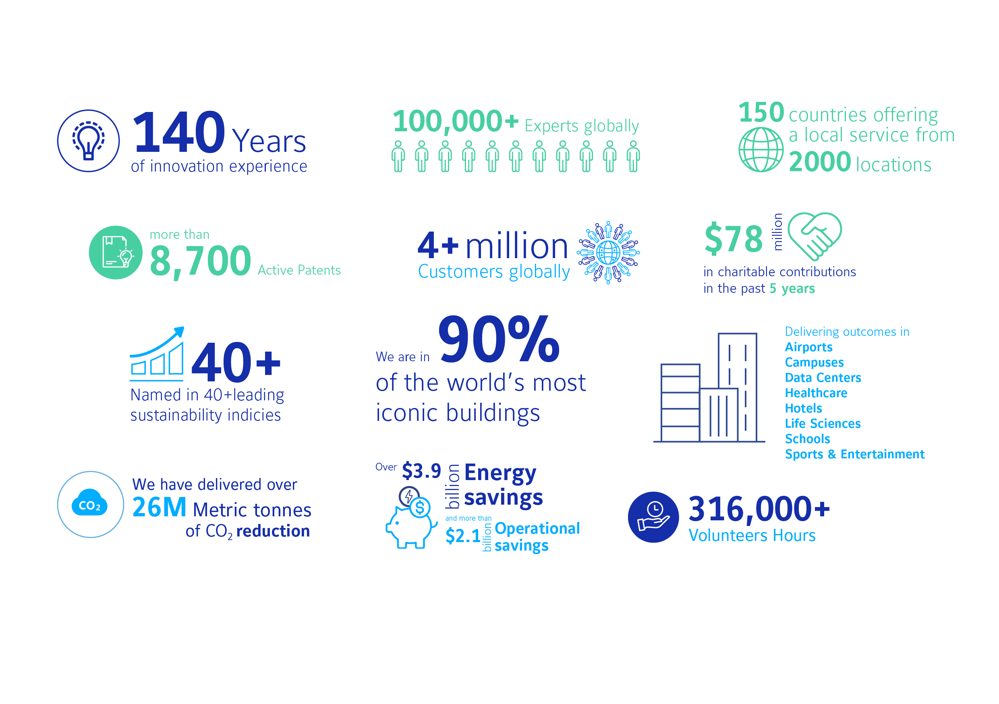 140 Years
of innovation experience
100,000+ Experts globally
150 countries offering
a local service from
2000 locations
more than
8,700 Active Patents
4+ million
Customers globally
$78 million
in charitable contributions
in the past 5 years
40+
Named in 40+leading
sustainability indicies
We are in 90%
of the world's most
iconic buildings
Delivering outcomes in
Airports
Campuses
Data Centers
Healthcare
Hotels
Life Sciences
Schools
Sports & Entertainment
CO₂
We have delivered over
26M Metric tonnes
of CO₂ reduction
Over $3.9 billion Energy
savings
$
and more than
$2.1 billion Operational
savings
316,000+
Volunteers Hours